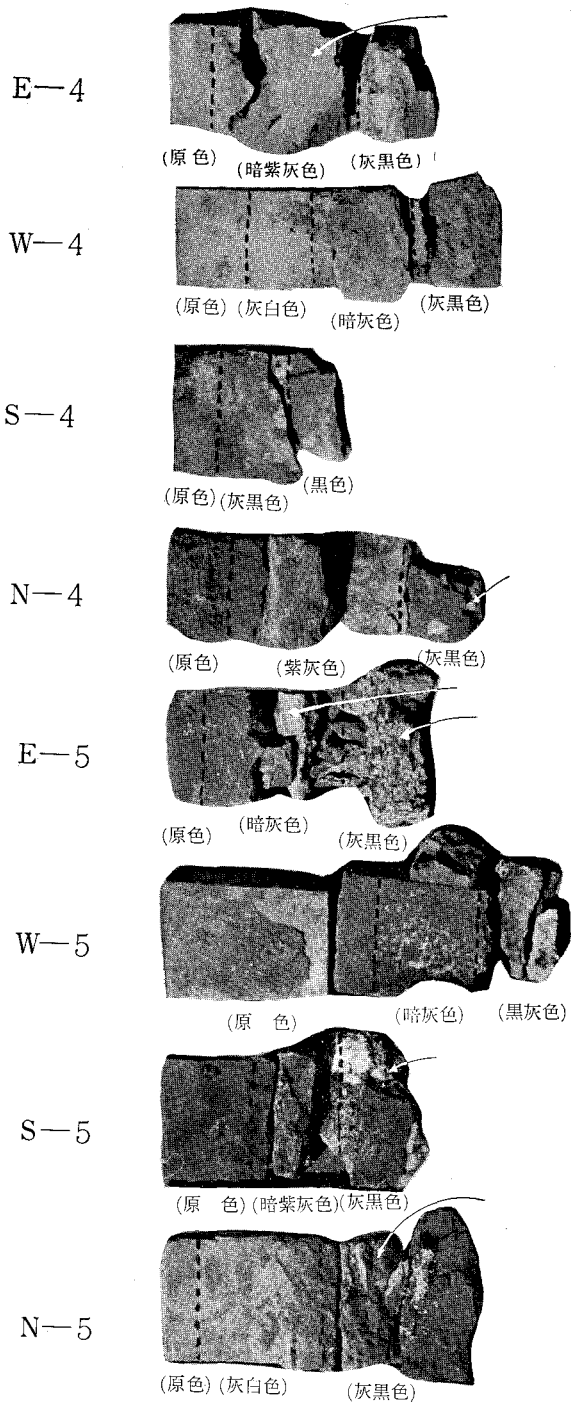 E—4
(原色) (暗紫灰色) (灰黒色)
W—4
(原色) (灰白色) (暗灰色) (灰黒色)
S—4
(原色) (灰黒色) (黒色)
N—4
(原色) (紫灰色) (灰黒色)
E—5
(原色) (暗灰色) (灰黒色)
W—5
(原 色) (暗灰色) (黒灰色)
S—5
(原 色) (暗紫灰色) (灰黒色)
N—5
(原色) (灰白色) (灰黒色)